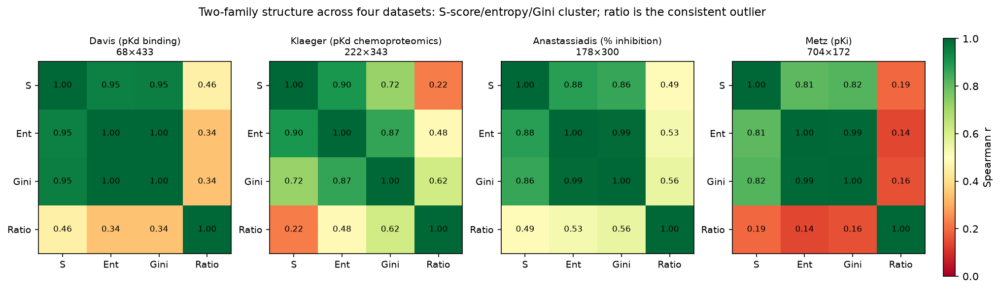 Two-family structure across four datasets: S-score/entropy/Gini cluster; ratio is the consistent outlier
Davis (pKd binding)
68×433
S
Ent
Gini
Ratio
1.00 0.95 0.95 0.46
0.95 1.00 1.00 0.34
0.95 1.00 1.00 0.34
0.46 0.34 0.34 1.00
S Ent Gini Ratio
Klaeger (pKd chemoproteomics)
222×343
S
Ent
Gini
Ratio
1.00 0.90 0.72 0.22
0.90 1.00 0.87 0.48
0.72 0.87 1.00 0.62
0.22 0.48 0.62 1.00
S Ent Gini Ratio
Anastassiadis (% inhibition)
178×300
S
Ent
Gini
Ratio
1.00 0.88 0.86 0.49
0.88 1.00 0.99 0.53
0.86 0.99 1.00 0.56
0.49 0.53 0.56 1.00
S Ent Gini Ratio
Metz (pKi)
704×172
S
Ent
Gini
Ratio
1.00 0.81 0.82 0.19
0.81 1.00 0.99 0.14
0.82 0.99 1.00 0.16
0.19 0.14 0.16 1.00
S Ent Gini Ratio
1.0
0.8
0.6
0.4
0.2
0.0
Spearman r